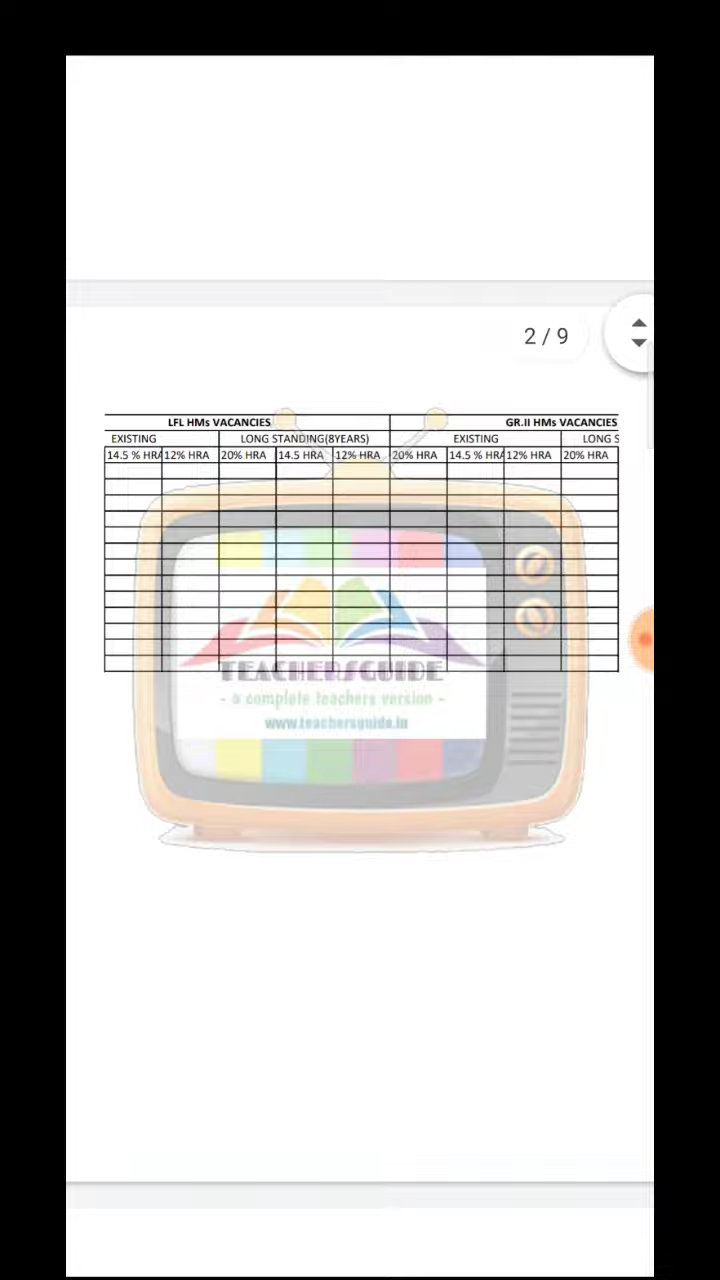 2 / 9
LFL HMs VACANCIES GR.II HMs VACANCIES
EXISTING LONG STANDING(8YEARS) EXISTING LONG S
14.5 % HRA 12% HRA 20% HRA 14.5 HRA 12% HRA 20% HRA 14.5 % HRA 12% HRA 20% HRA
TEACHERSGUIDE
- a complete teachers version -
www.teachersguide.in